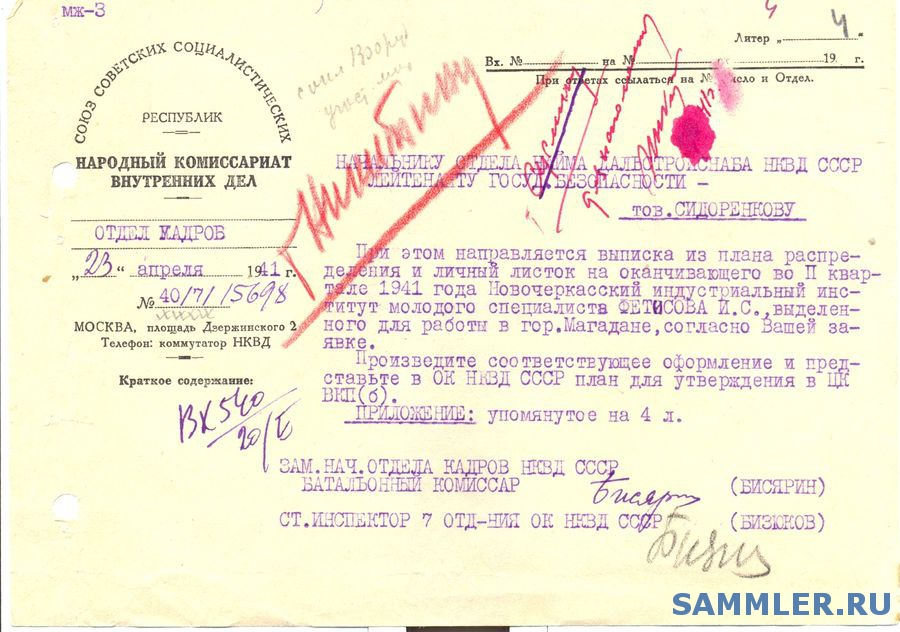 мж-3
4
Литер „ 4
Вх. № на № ок 19 г.
При ответах ссылаться на № число и Отдел.
СОЮЗ СОВЕТСКИХ СОЦИАЛИСТИЧЕСКИХ
РЕСПУБЛИК
НАРОДНЫЙ КОМИССАРИАТ
ВНУТРЕННИХ ДЕЛ
ОТДЕЛ КАДРОВ
„23“ апреля 1941 г.
№ 40/7/15698
МОСКВА, площадь Дзержинского 2
Телефон: коммутатор НКВД
Краткое содержание:
ВХ 540
20/V
г Никитину
НАЧАЛЬНИКУ ОТДЕЛА НАЙМА ДАЛЬСТРОЙСНАБА НКВД СССР
ЛЕЙТЕНАНТУ ГОСУД.БЕЗОПАСНОСТИ –
тов.СИДОРЕНКОВУ
При этом направляется выписка из плана распре-
деления и личный листок на оканчивающего во II квар-
тале 1941 года Новочеркасский индустриальный инс-
титут молодого специалиста ФЕТИСОВА И.С.,выделен-
ного для работы в гор.Магадане,согласно Вашей за-
явке.
Произведите соответствующее оформление и пред-
ставьте в ОК НКВД СССР план для утверждения в ЦК
ВКП(б).
ПРИЛОЖЕНИЕ: упомянутое на 4 л.
ЗАМ.НАЧ.ОТДЕЛА КАДРОВ НКВД СССР
БАТАЛЬОННЫЙ КОМИССАР Бисярин (БИСЯРИН)
СТ.ИНСПЕКТОР 7 ОТД-НИЯ ОК НКВД СССР (БИЗЮКОВ)
SAMMLER.RU